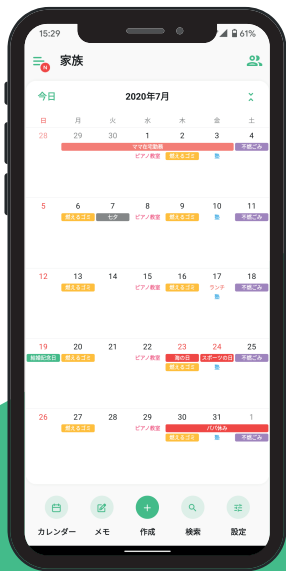 15:29 61%
N 家族
今日 2020年7月
日 月 火 水 木 金 土
28 29 30 1 2 3 4
ママ在宅勤務 不燃ごみ
ピアノ教室 燃えるゴミ 塾
5 6 7 8 9 10 11
燃えるゴミ 七夕 ピアノ教室 燃えるゴミ 塾 不燃ごみ
12 13 14 15 16 17 18
燃えるゴミ ピアノ教室 燃えるゴミ ランチ 不燃ごみ
塾
19 20 21 22 23 24 25
結婚記念日 燃えるゴミ ピアノ教室 海の日 スポーツの日 不燃ごみ
燃えるゴミ 塾
26 27 28 29 30 31 1
燃えるゴミ ピアノ教室 パパ休み
燃えるゴミ 塾 不燃ごみ
カレンダー メモ 作成 検索 設定